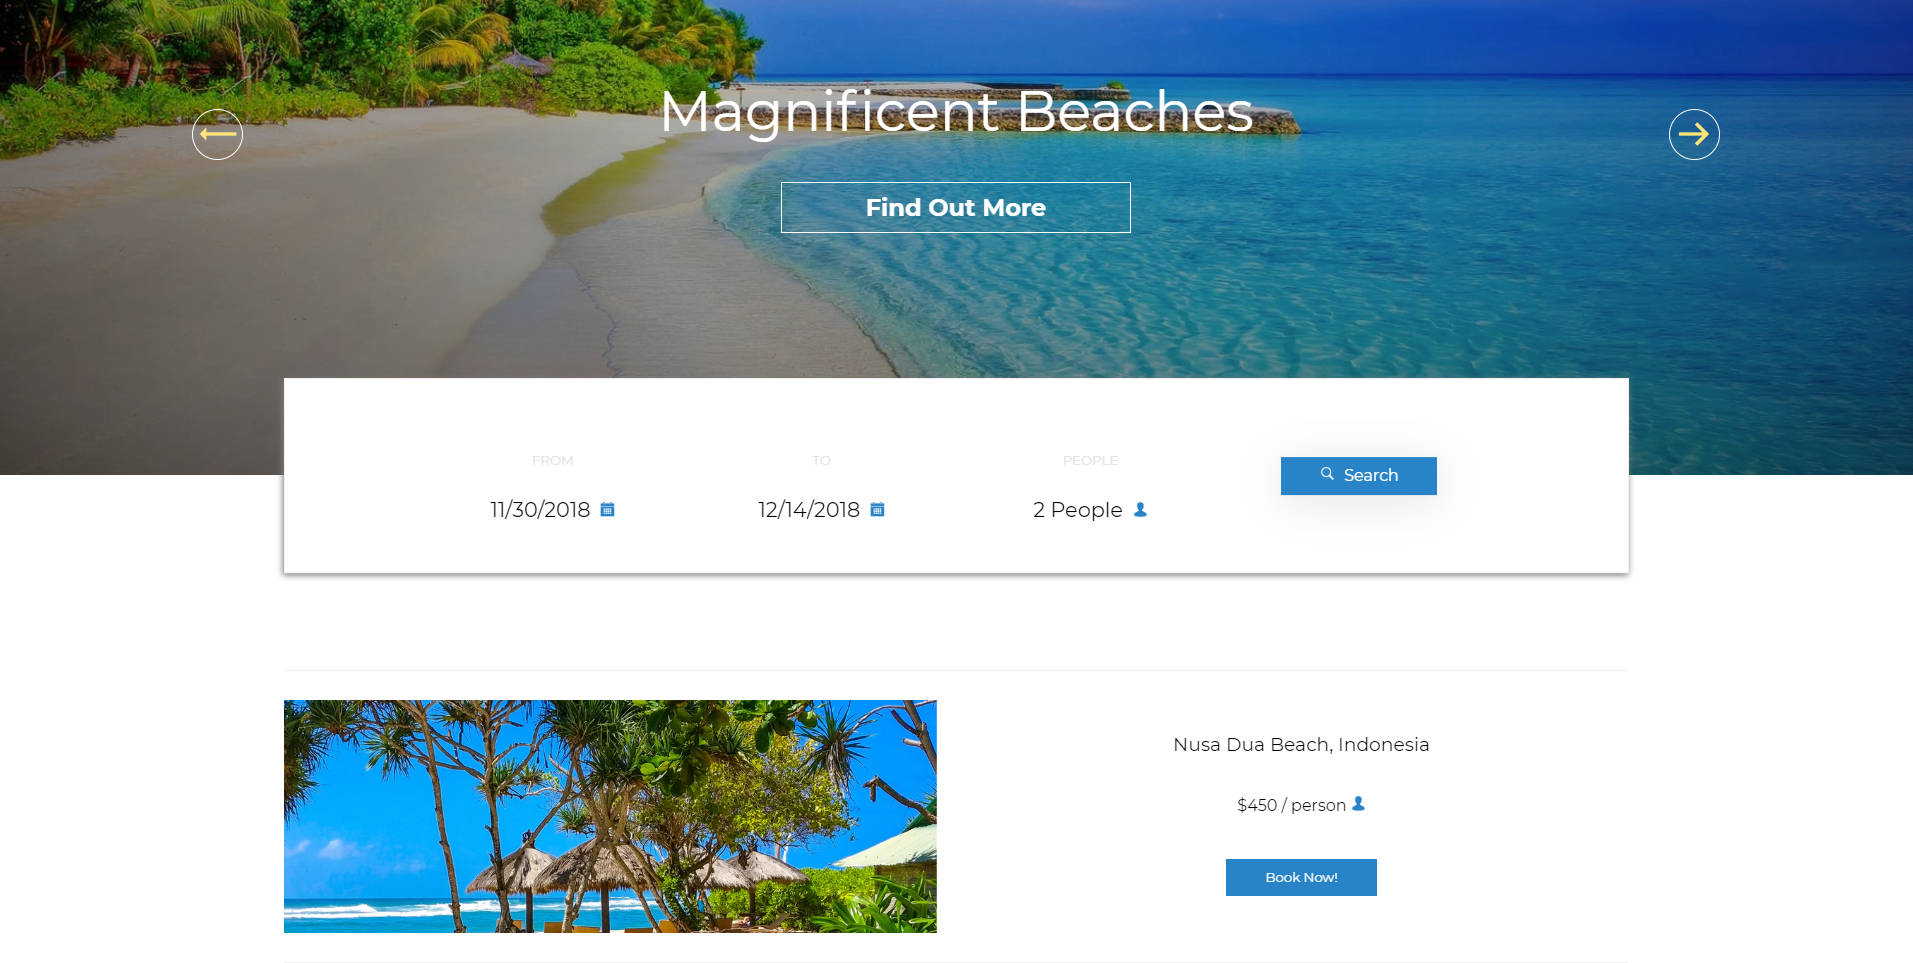 Magnificent Beaches
Find Out More
FROM
TO
PEOPLE
11/30/2018
12/14/2018
2 People
Search
Nusa Dua Beach, Indonesia
$450 / person
Book Now!